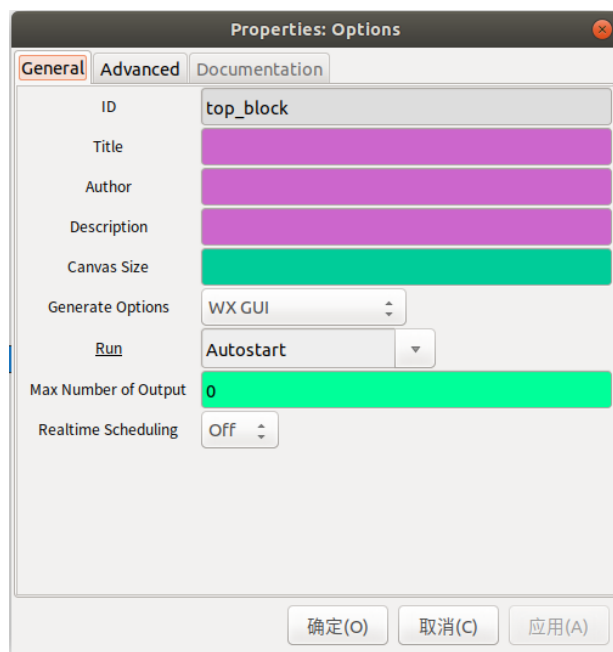 Properties: Options
General Advanced Documentation
ID top_block
Title
Author
Description
Canvas Size
Generate Options WX GUI
Run Autostart
Max Number of Output 0
Realtime Scheduling Off
确定(O) 取消(C) 应用(A)